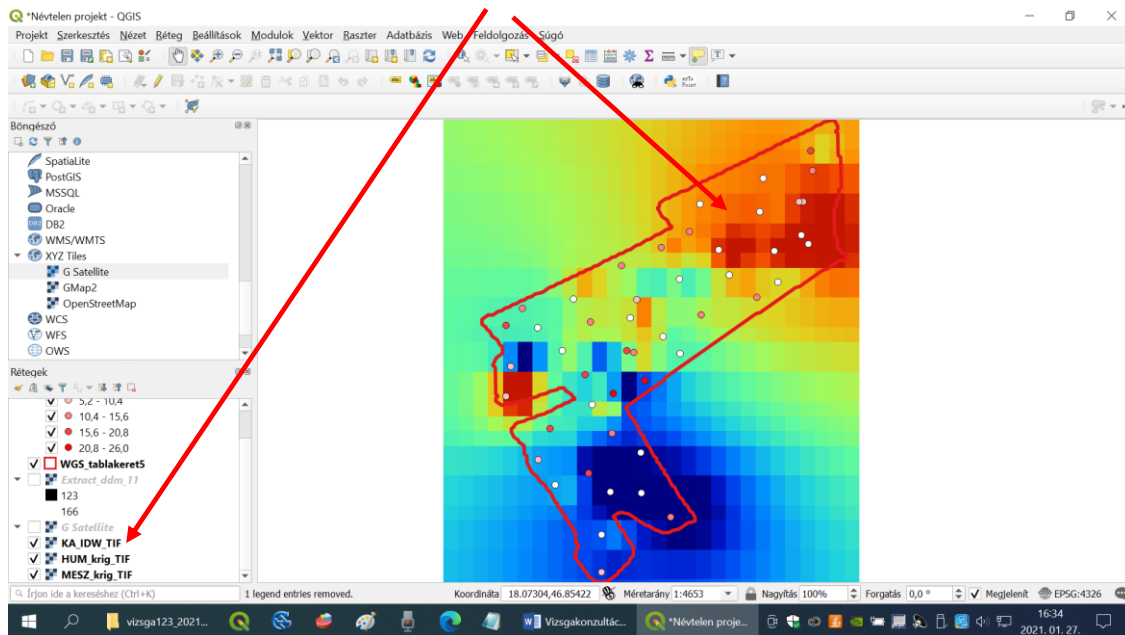 *Névtelen projekt - QGIS
Projekt Szerkesztés Nézet Réteg Beállítások Modulok Vektor Raszter Adatbázis Web Feldolgozás Súgó
Böngésző
SpatiaLite
PostGIS
MSSQL
Oracle
DB2
WMS/WMTS
XYZ Tiles
G Satellite
GMap2
OpenStreetMap
WCS
WFS
OWS
Rétegek
5,2 - 10,4
10,4 - 15,6
15,6 - 20,8
20,8 - 26,0
WGS_tablakeret5
Extract_ddm_11
123
166
G Satellite
KA_IDW_TIF
HUM_krig_TIF
MESZ_krig_TIF
Írjon ide a kereséshez (Ctrl+K) 1 legend entries removed. Koordináta 18.07304,46.85422 Méretarány 1:4653 Nagyítás 100% Forgatás 0,0 ° Megjelenít EPSG:4326
vizsga123_2021... Vizsgakonzultác... *Névtelen proje... 16:34
2021. 01. 27.